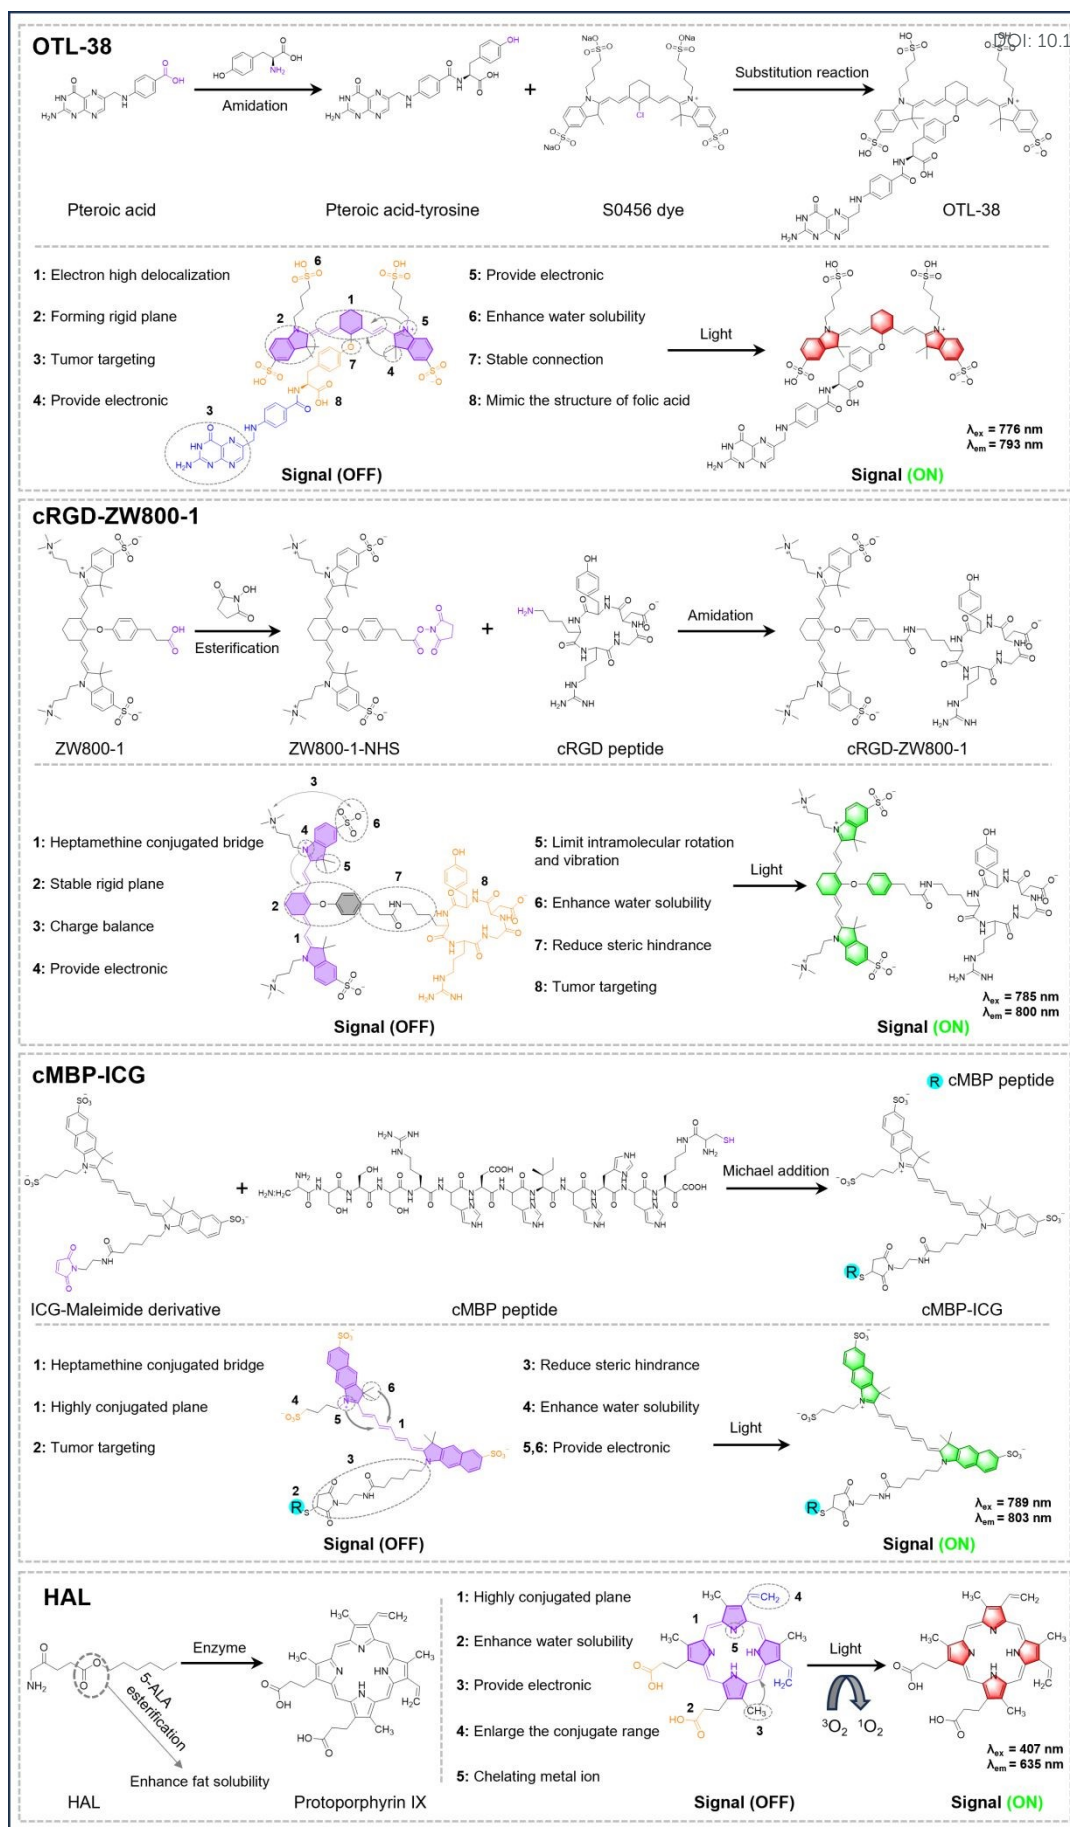 OTL-38
DOI: 10.1
Amidation
Substitution reaction
+
Pteroic acid
Pteroic acid-tyrosine
S0456 dye
OTL-38
1: Electron high delocalization
2: Forming rigid plane
3: Tumor targeting
4: Provide electronic
5: Provide electronic
6: Enhance water solubility
7: Stable connection
8: Mimic the structure of folic acid
Light
λex = 776 nm
λem = 793 nm
Signal (OFF)
Signal (ON)
cRGD-ZW800-1
Esterification
+
Amidation
ZW800-1
ZW800-1-NHS
cRGD peptide
cRGD-ZW800-1
1: Heptamethine conjugated bridge
2: Stable rigid plane
3: Charge balance
4: Provide electronic
5: Limit intramolecular rotation
and vibration
6: Enhance water solubility
7: Reduce steric hindrance
8: Tumor targeting
Light
λex = 785 nm
λem = 800 nm
Signal (OFF)
Signal (ON)
cMBP-ICG
R cMBP peptide
+
Michael addition
ICG-Maleimide derivative
cMBP peptide
cMBP-ICG
1: Heptamethine conjugated bridge
1: Highly conjugated plane
2: Tumor targeting
3: Reduce steric hindrance
4: Enhance water solubility
5,6: Provide electronic
Light
λex = 789 nm
λem = 803 nm
Signal (OFF)
Signal (ON)
HAL
Enzyme
5-ALA
esterification
Enhance fat solubility
HAL
Protoporphyrin IX
1: Highly conjugated plane
2: Enhance water solubility
3: Provide electronic
4: Enlarge the conjugate range
5: Chelating metal ion
Light
³O₂ ¹O₂
λex = 407 nm
λem = 635 nm
Signal (OFF)
Signal (ON)